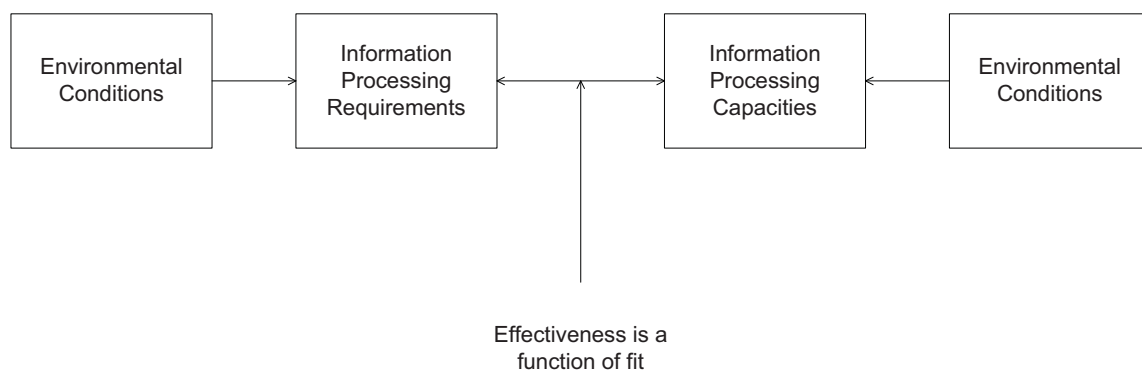 Environmental
Conditions
Information
Processing
Requirements
Information
Processing
Capacities
Environmental
Conditions
Effectiveness is a
function of fit